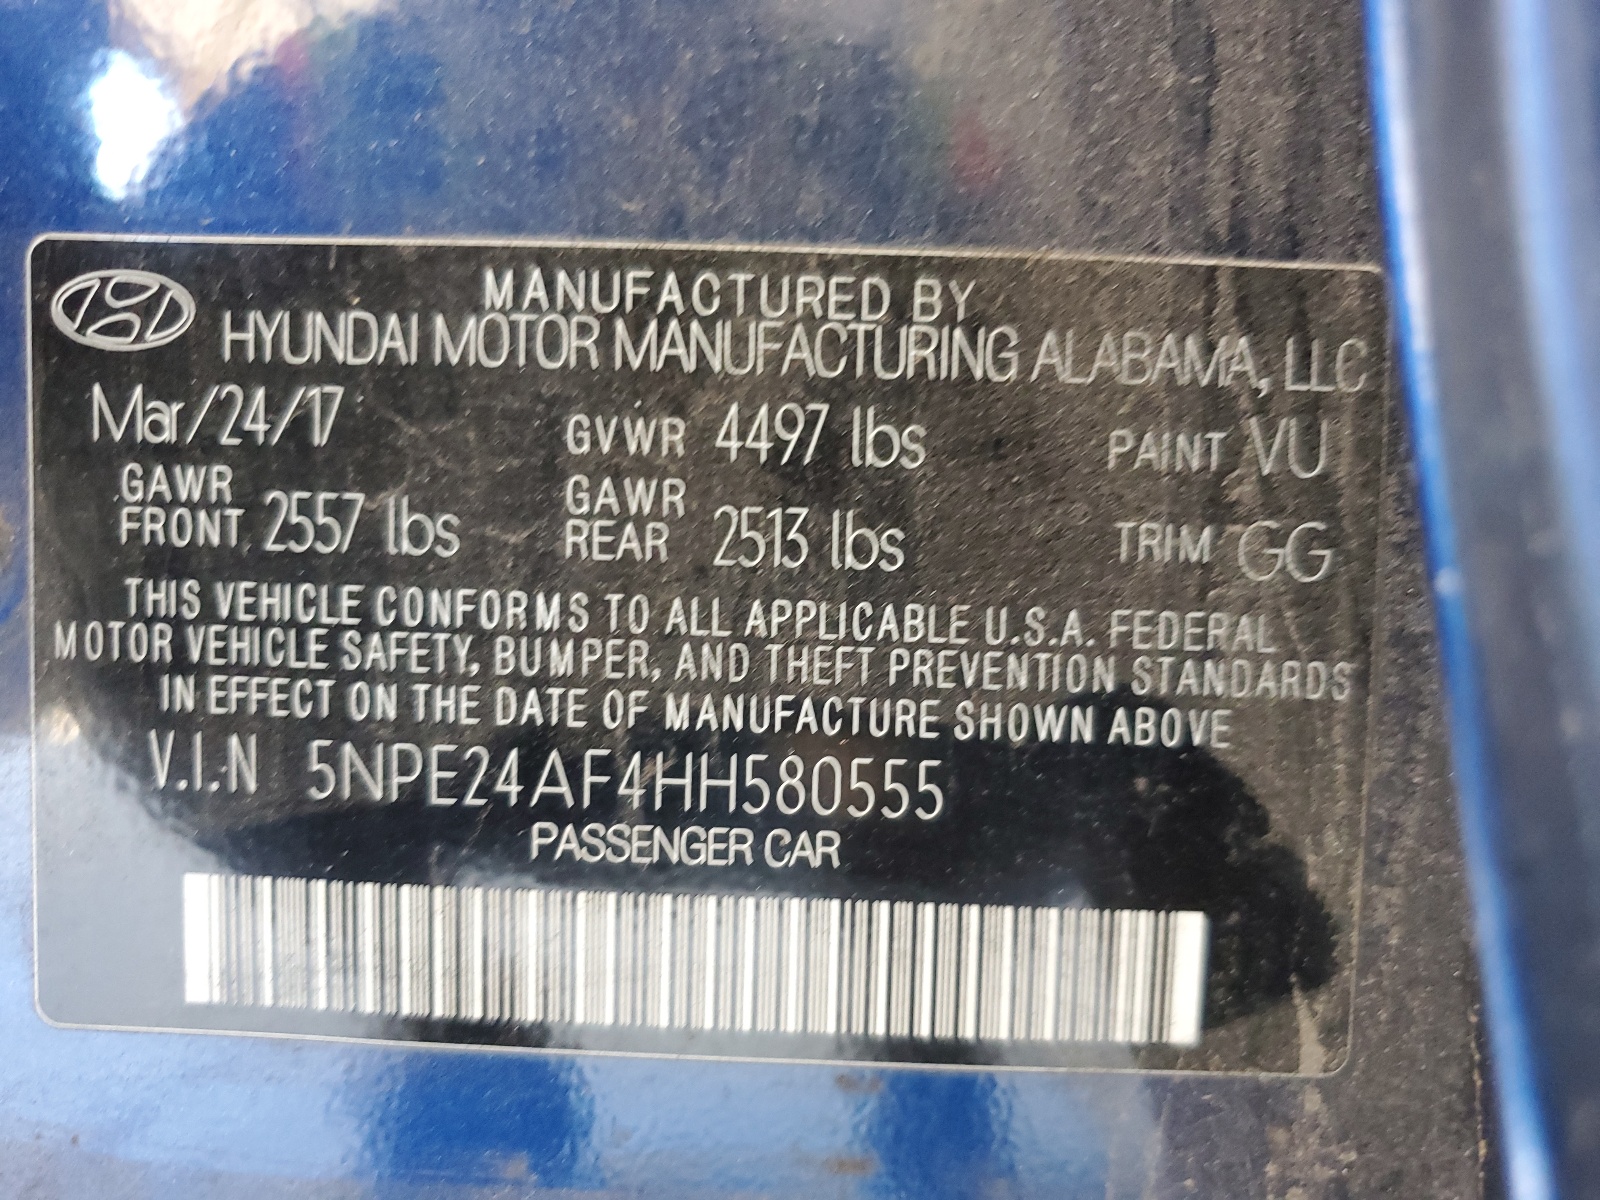 MANUFACTURED BY
HYUNDAI MOTOR MANUFACTURING ALABAMA, LLC
Mar/24/17 GVWR 4497 lbs PAINT VU
GAWR FRONT 2557 lbs GAWR REAR 2513 lbs TRIM GG
THIS VEHICLE CONFORMS TO ALL APPLICABLE U.S.A. FEDERAL
MOTOR VEHICLE SAFETY, BUMPER, AND THEFT PREVENTION STANDARDS
IN EFFECT ON THE DATE OF MANUFACTURE SHOWN ABOVE
V.I.N 5NPE24AF4HH580555
PASSENGER CAR